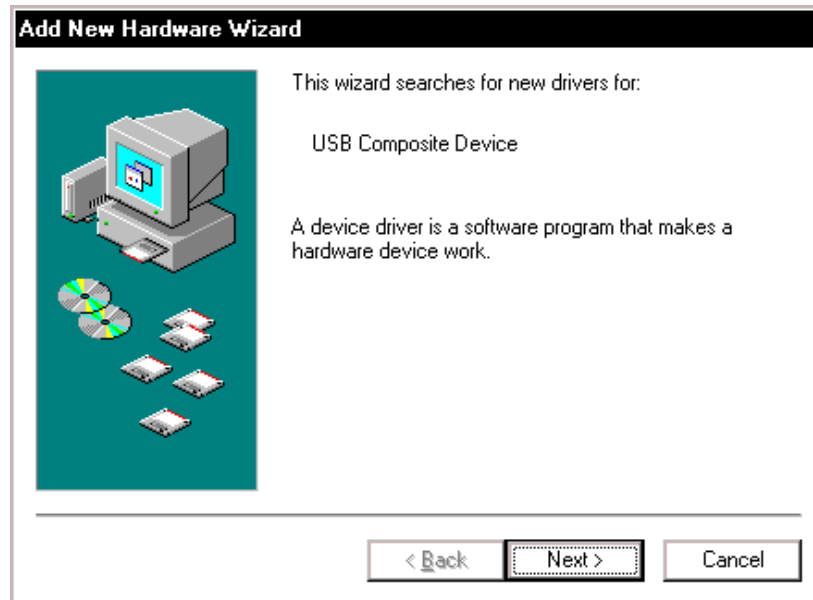 Add New Hardware Wizard
This wizard searches for new drivers for:
USB Composite Device
A device driver is a software program that makes a
hardware device work.
< Back
Next >
Cancel